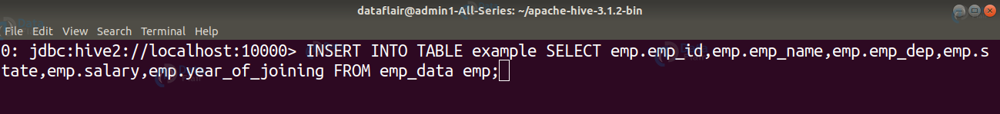 dataflair@admin1-All-Series: ~/apache-hive-3.1.2-bin
File Edit View Search Terminal Help
0: jdbc:hive2://localhost:10000> INSERT INTO TABLE example SELECT emp.emp_id,emp.emp_name,emp.emp_dep,emp.s
tate,emp.salary,emp.year_of_joining FROM emp_data emp;